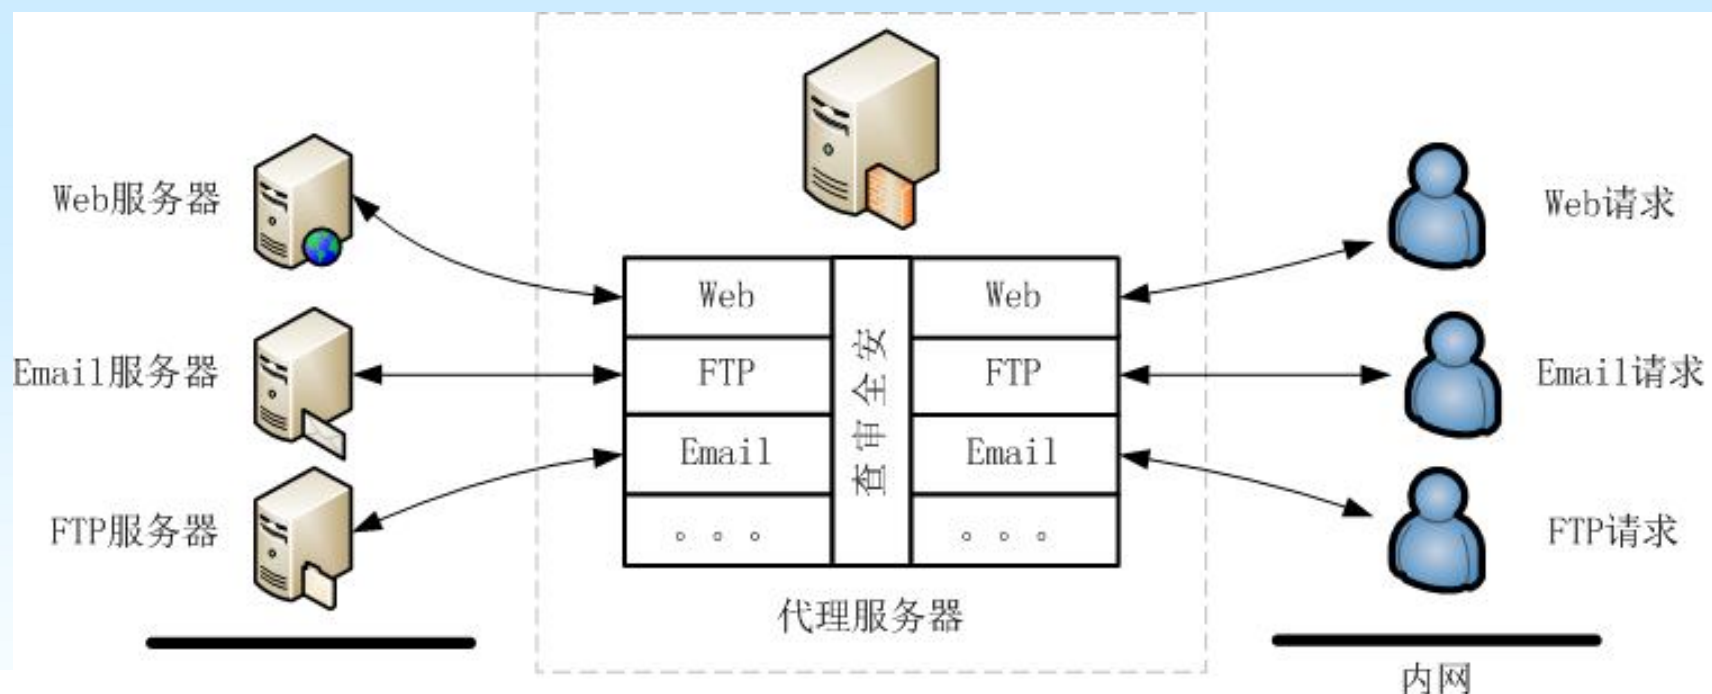 Web服务器
Email服务器
FTP服务器
Web
FTP
Email
。。。
查审全安
Web
FTP
Email
。。。
代理服务器
Web请求
Email请求
FTP请求
内网